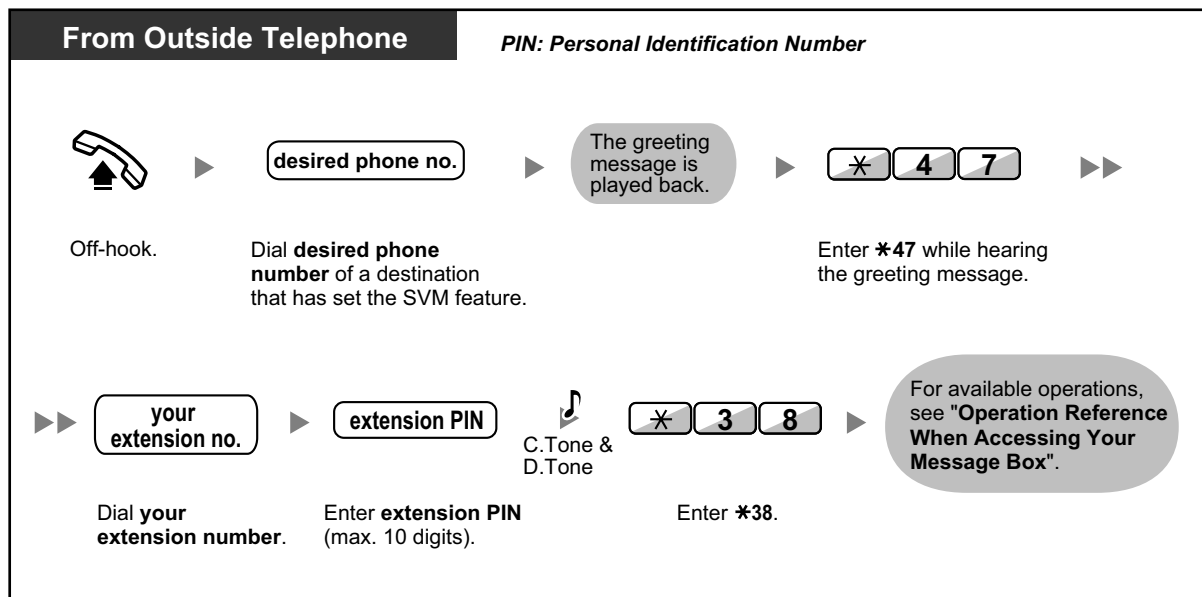 From Outside Telephone
PIN: Personal Identification Number
desired phone no.
The greeting
message is
played back.
✳ 4 7
Off-hook.
Dial desired phone
number of a destination
that has set the SVM feature.
Enter ✳47 while hearing
the greeting message.
your
extension no.
extension PIN
C.Tone &
D.Tone
✳ 3 8
For available operations,
see "Operation Reference
When Accessing Your
Message Box".
Dial your
extension number.
Enter extension PIN
(max. 10 digits).
Enter ✳38.